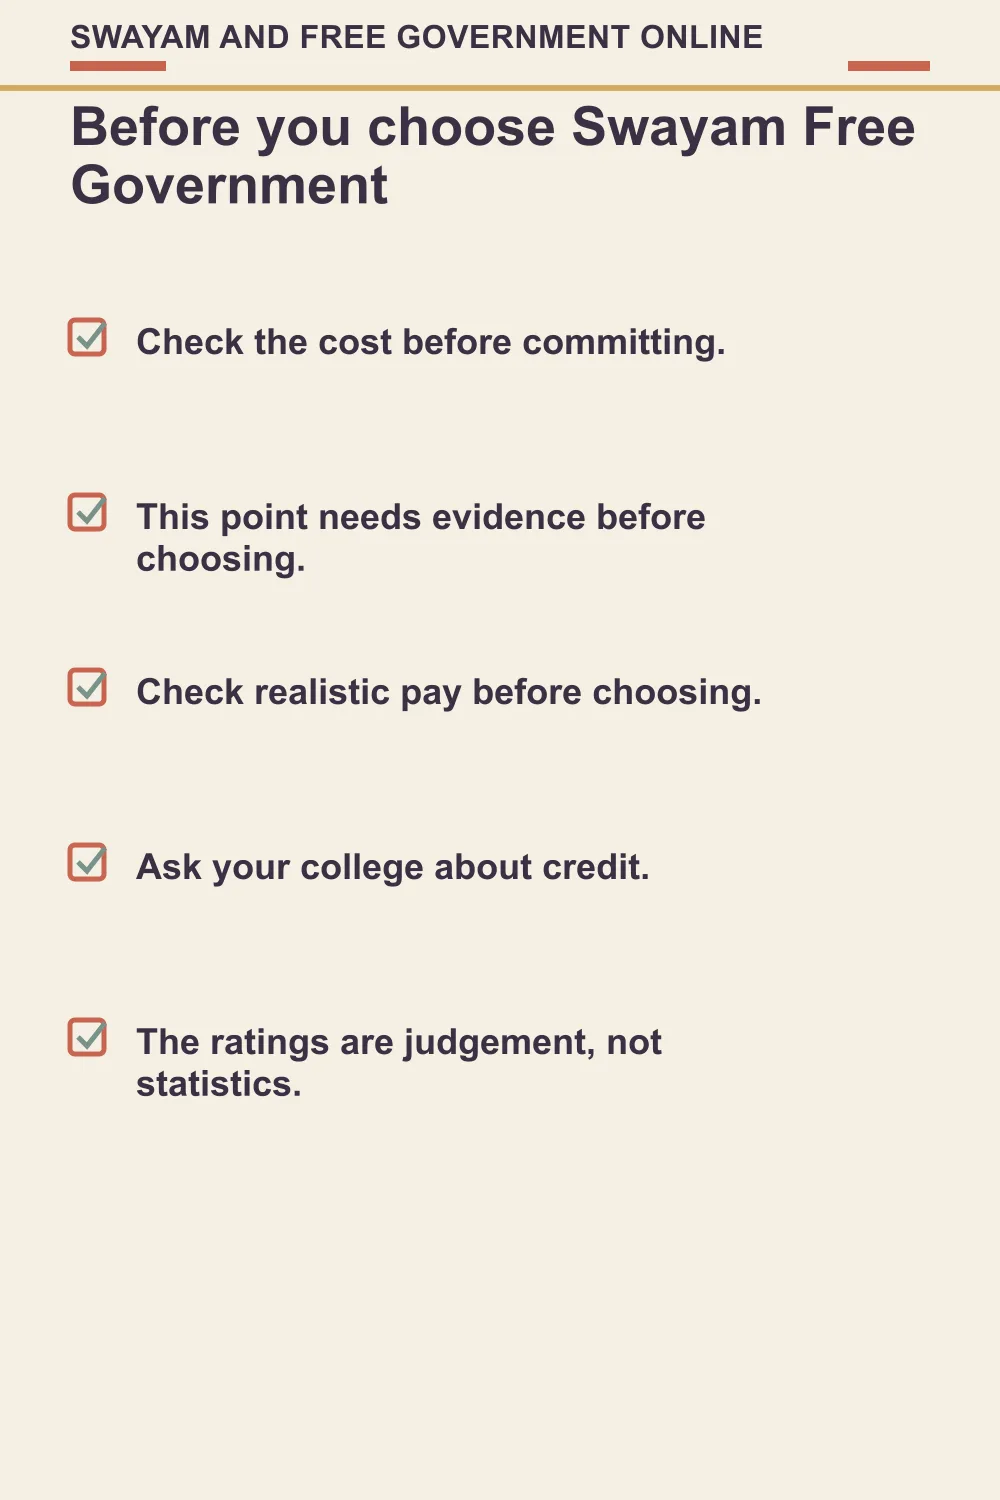 SWAYAM AND FREE GOVERNMENT ONLINE
Before you choose Swayam Free
Government
Check the cost before committing.
This point needs evidence before
choosing.
Check realistic pay before choosing.
Ask your college about credit.
The ratings are judgement, not
statistics.